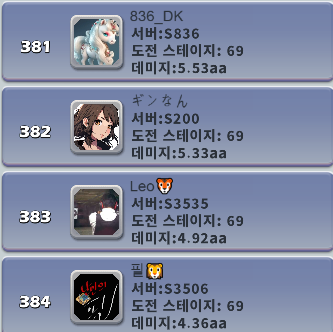 381
836_DK
서버:S836
도전 스테이지: 69
데미지:5.53aa
382
ギンなん
서버:S200
도전 스테이지: 69
데미지:5.33aa
383
Leo🐯
서버:S3535
도전 스테이지: 69
데미지:4.92aa
384
필🦁
서버:S3506
도전 스테이지: 69
데미지:4.36aa